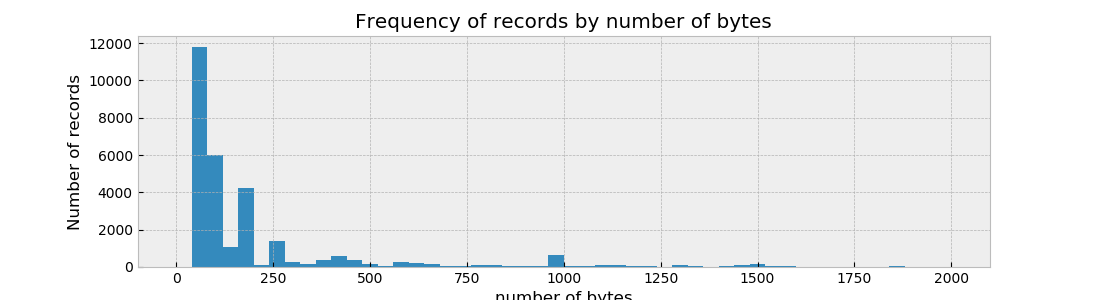 Frequency of records by number of bytes
12000
10000
8000
6000
4000
2000
0
Number of records
0 250 500 750 1000 1250 1500 1750 2000
number of bytes